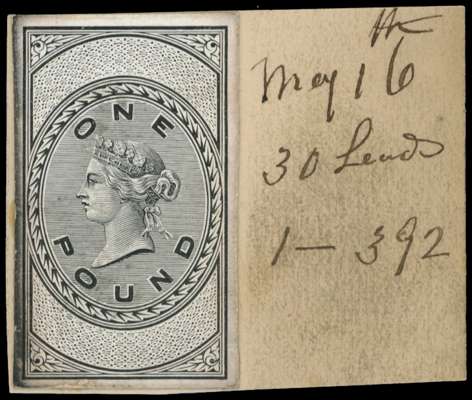 ONE
POUND
May 16
30 Leads
1 — 392